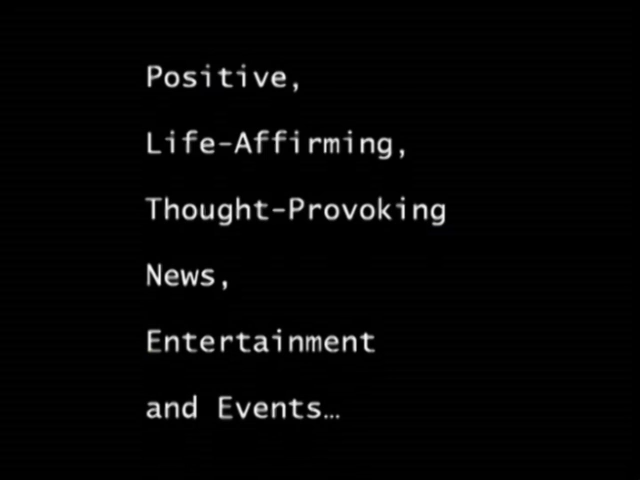 Positive,
Life-Affirming,
Thought-Provoking
News,
Entertainment
and Events…